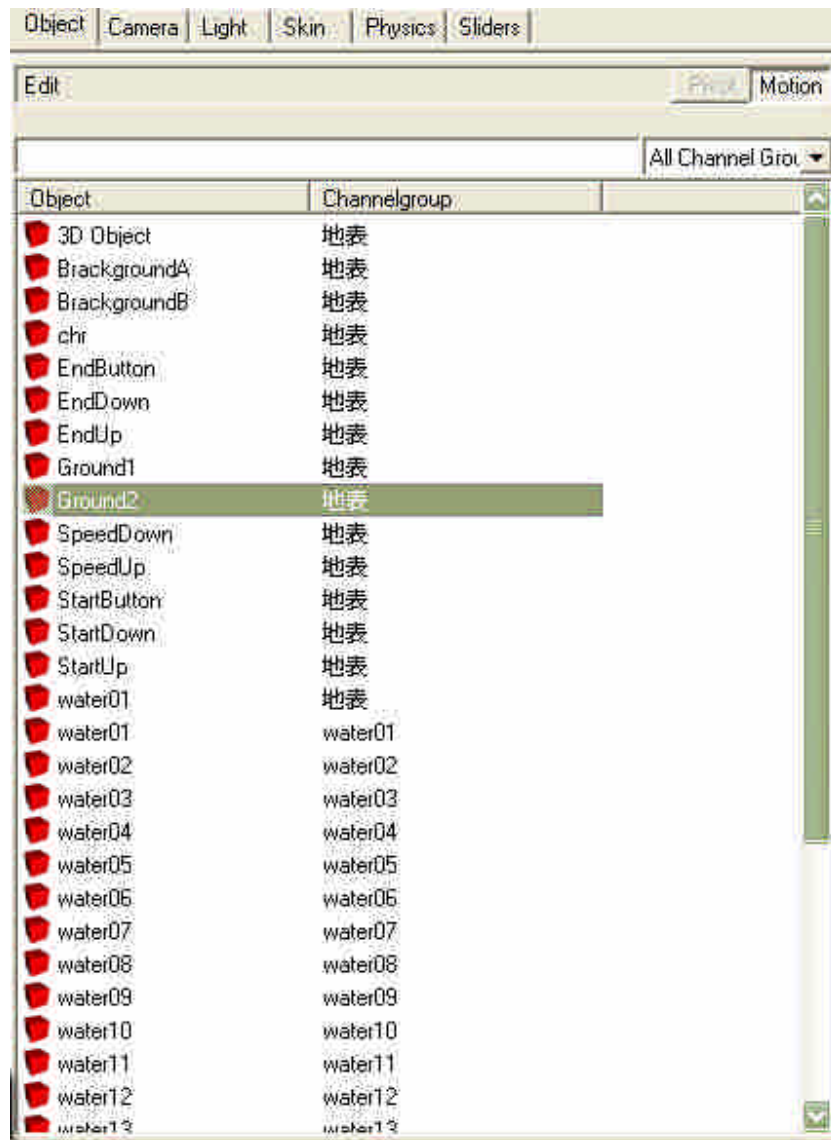 Object Camera Light Skin Physics Sliders
Edit Pivot Motion
All Channel Grou
Object Channelgroup
3D Object 地表
BrackgroundA 地表
BrackgroundB 地表
chr 地表
EndButton 地表
EndDown 地表
EndUp 地表
Ground1 地表
Ground2 地表
SpeedDown 地表
SpeedUp 地表
StartButton 地表
StartDown 地表
StartUp 地表
water01 地表
water01 water01
water02 water02
water03 water03
water04 water04
water05 water05
water06 water06
water07 water07
water08 water08
water09 water09
water10 water10
water11 water11
water12 water12
water13 water13